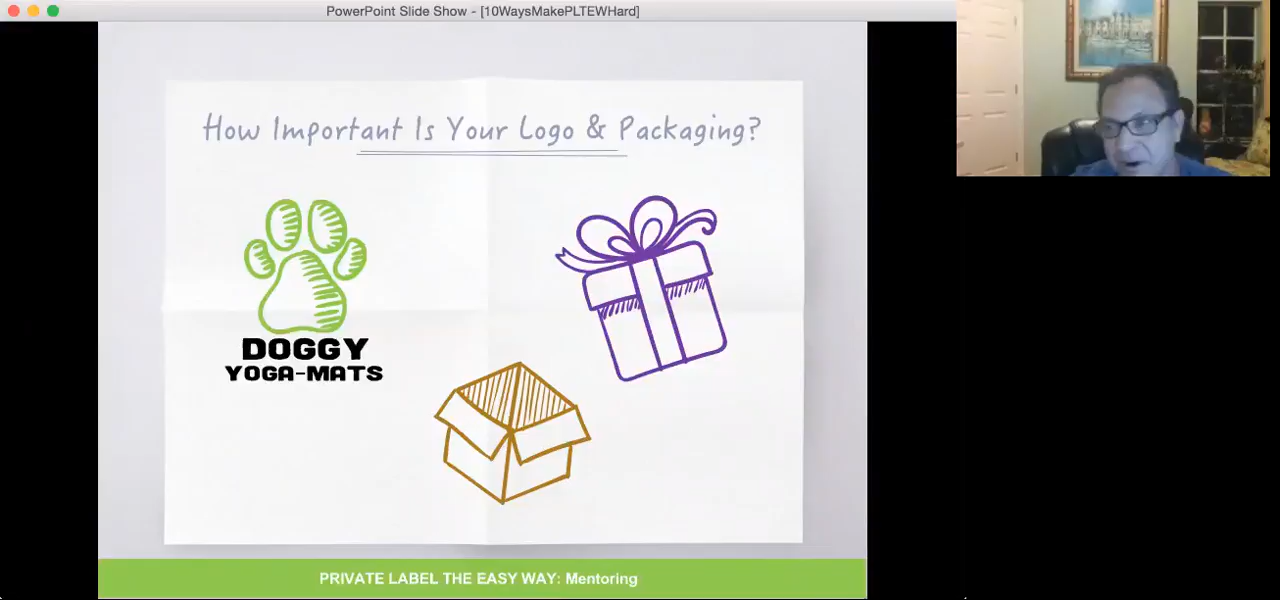 PowerPoint Slide Show - [10WaysMakePLTEWHard]
How Important Is Your Logo & Packaging?
DOGGY
YOGA-MATS
PRIVATE LABEL THE EASY WAY: Mentoring